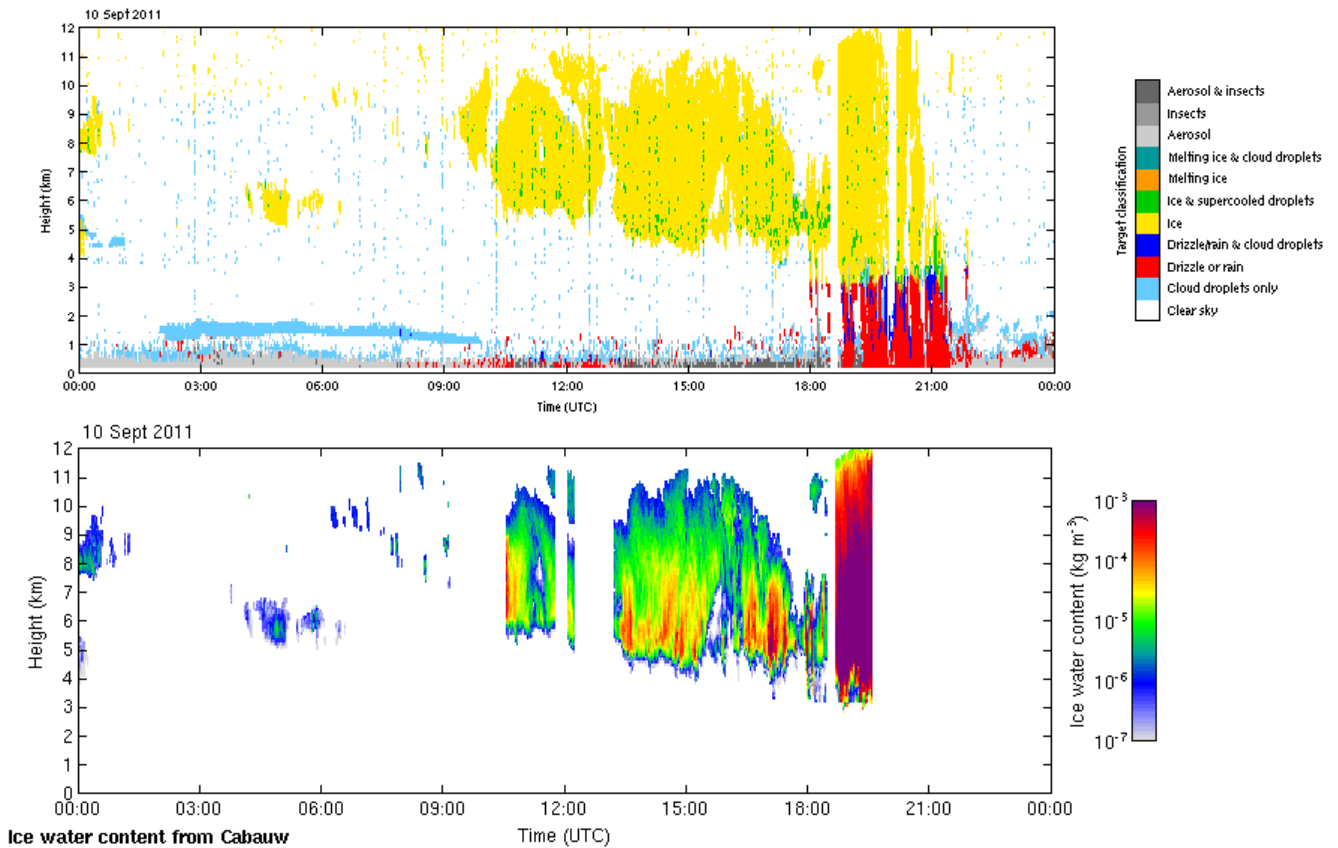 10 Sept 2011
12
11
10
9
8
7
6
5
4
3
2
1
0
Height (km)
00:00 03:00 06:00 09:00 12:00 15:00 18:00 21:00 00:00
Time (UTC)
Target classification
Aerosol & insects
Insects
Aerosol
Melting ice & cloud droplets
Melting ice
Ice & supercooled droplets
Ice
Drizzle/rain & cloud droplets
Drizzle or rain
Cloud droplets only
Clear sky
10 Sept 2011
12
11
10
9
8
7
6
5
4
3
2
1
0
Height (km)
00:00 03:00 06:00 09:00 12:00 15:00 18:00 21:00 00:00
Time (UTC)
Ice water content (kg m⁻³)
10⁻³
10⁻⁴
10⁻⁵
10⁻⁶
10⁻⁷
Ice water content from Cabauw